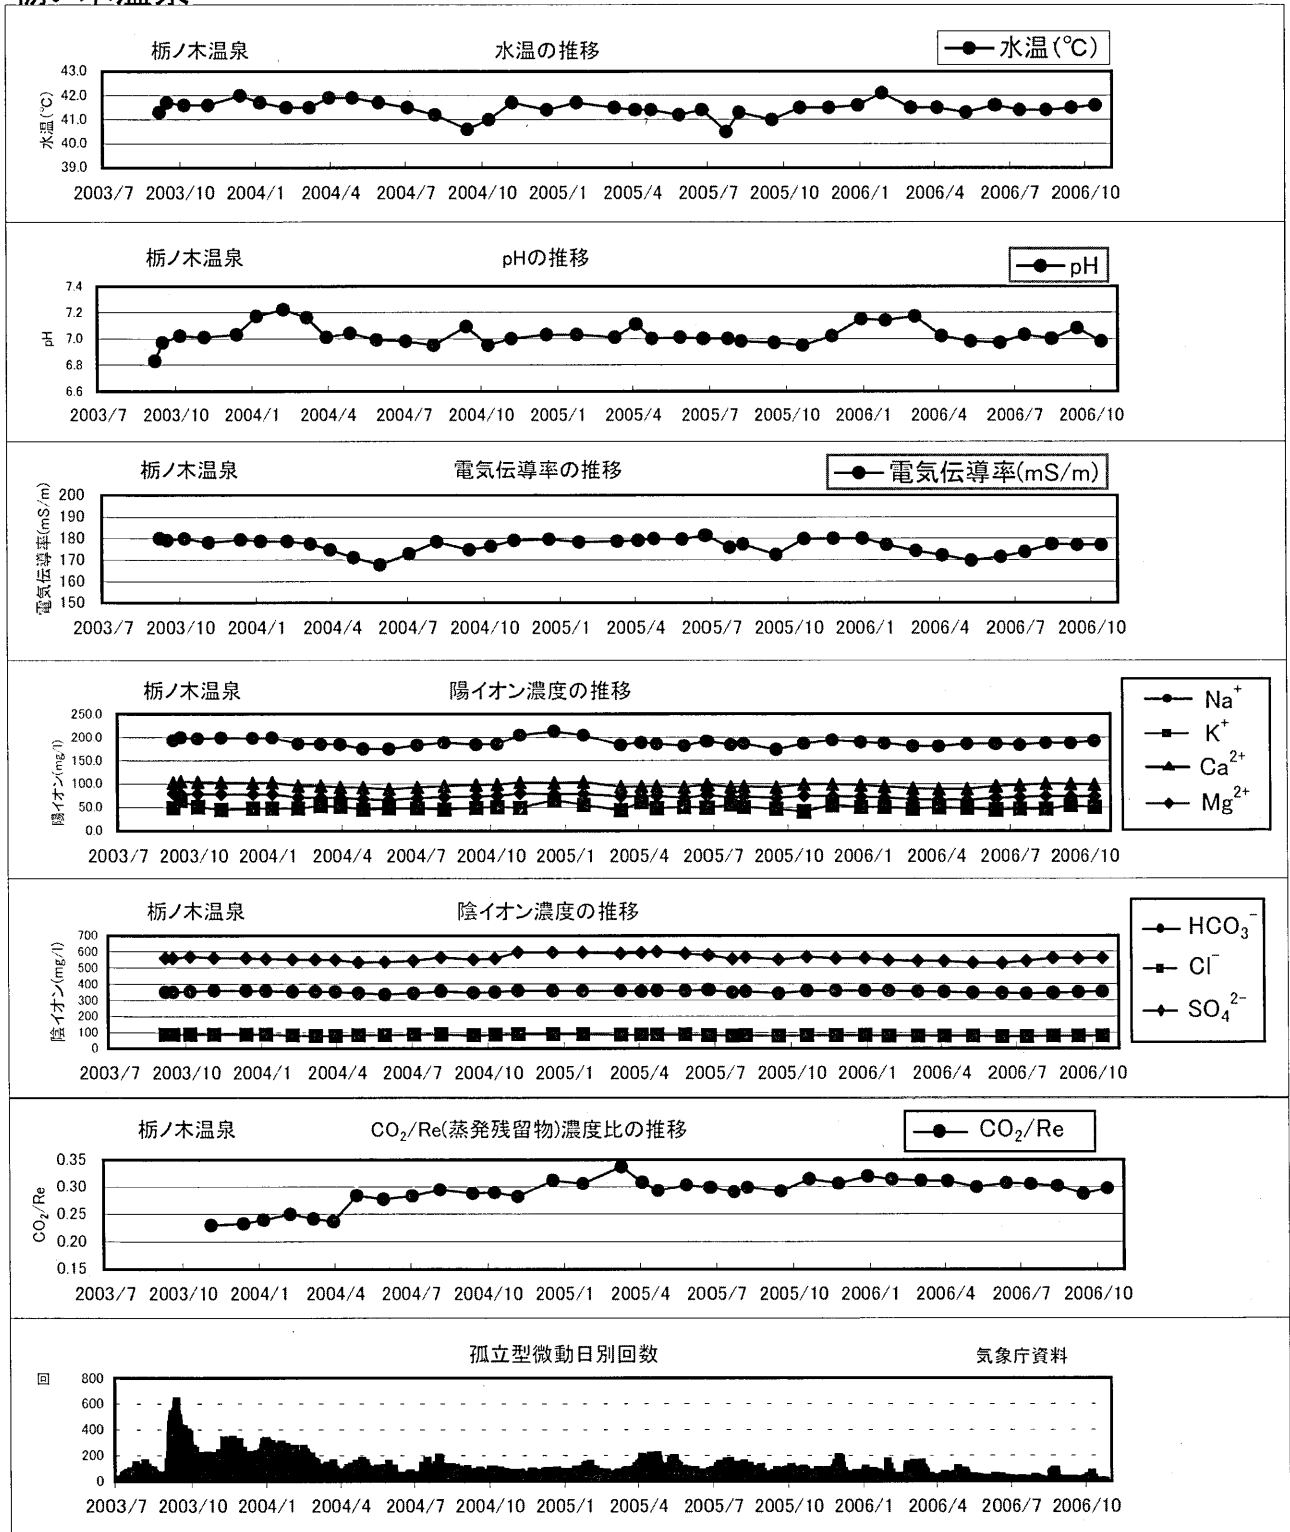 栃ノ木温泉
栃ノ木温泉 水温の推移 水温(℃)
水温(℃)
43.0
42.0
41.0
40.0
39.0
2003/7 2003/10 2004/1 2004/4 2004/7 2004/10 2005/1 2005/4 2005/7 2005/10 2006/1 2006/4 2006/7 2006/10
栃ノ木温泉 pHの推移 pH
pH
7.4
7.2
7.0
6.8
6.6
2003/7 2003/10 2004/1 2004/4 2004/7 2004/10 2005/1 2005/4 2005/7 2005/10 2006/1 2006/4 2006/7 2006/10
栃ノ木温泉 電気伝導率の推移 電気伝導率(mS/m)
電気伝導率(mS/m)
200
190
180
170
160
150
2003/7 2003/10 2004/1 2004/4 2004/7 2004/10 2005/1 2005/4 2005/7 2005/10 2006/1 2006/4 2006/7 2006/10
栃ノ木温泉 陽イオン濃度の推移
陽イオン(mg/l)
250.0
200.0
150.0
100.0
50.0
0.0
2003/7 2003/10 2004/1 2004/4 2004/7 2004/10 2005/1 2005/4 2005/7 2005/10 2006/1 2006/4 2006/7 2006/10
Na⁺
K⁺
Ca²⁺
Mg²⁺
栃ノ木温泉 陰イオン濃度の推移
陰イオン(mg/l)
700
600
500
400
300
200
100
0
2003/7 2003/10 2004/1 2004/4 2004/7 2004/10 2005/1 2005/4 2005/7 2005/10 2006/1 2006/4 2006/7 2006/10
HCO₃⁻
Cl⁻
SO₄²⁻
栃ノ木温泉 CO₂/Re(蒸発残留物)濃度比の推移 CO₂/Re
CO₂/Re
0.35
0.30
0.25
0.20
0.15
2003/7 2003/10 2004/1 2004/4 2004/7 2004/10 2005/1 2005/4 2005/7 2005/10 2006/1 2006/4 2006/7 2006/10
孤立型微動日別回数 気象庁資料
回
800
600
400
200
0
2003/7 2003/10 2004/1 2004/4 2004/7 2004/10 2005/1 2005/4 2005/7 2005/10 2006/1 2006/4 2006/7 2006/10